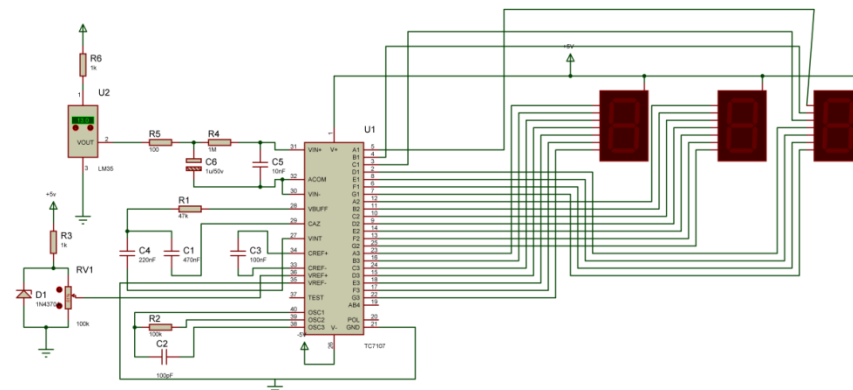 R6
1k
U2
1
VOUT
2
3
LM35
+5v
R3
1k
RV1
D1
1N4370
100k
R5
100
R4
1M
C6
1u/50v
C5
10nF
R1
47k
C4
220nF
C1
470nF
C3
100nF
R2
100k
C2
100pF
-5V
+5V
U1
TC7107
1
V+
26
V-
31 VIN+
32 ACOM
30 VIN-
28 VBUFF
29 CAZ
27 VINT
34 CREF+
33 CREF-
36 VREF+
35 VREF-
37 TEST
40 OSC1
39 OSC2
38 OSC3
A1 5
B1 4
C1 3
D1 2
E1 8
F1 6
G1 7
A2 12
B2 11
C2 10
D2 9
E2 14
F2 13
G2 25
A3 23
B3 16
C3 24
D3 15
E3 18
F3 17
G3 22
AB4 19
POL 20
GND 21